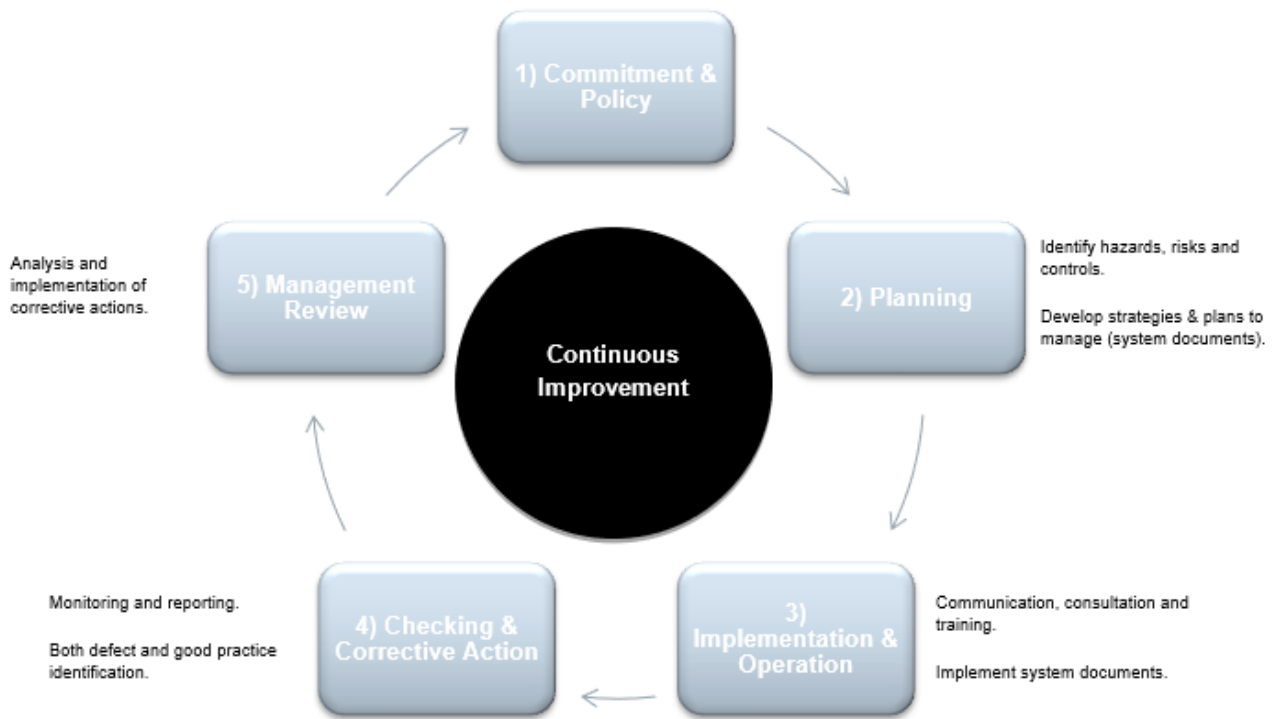 1) Commitment &
Policy
Identify hazards, risks and
controls.
Develop strategies & plans to
manage (system documents).
2) Planning
Analysis and
implementation of
corrective actions.
5) Management
Review
Continuous
Improvement
Monitoring and reporting.
Both defect and good practice
identification.
4) Checking &
Corrective Action
3)
Implementation &
Operation
Communication, consultation and
training.
Implement system documents.